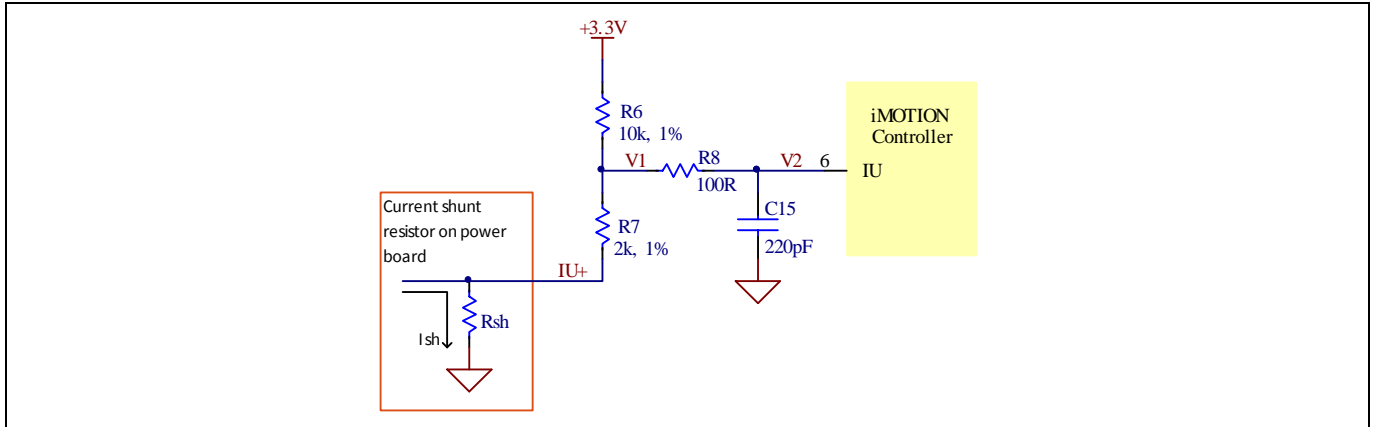 +3.3V
R6
10k, 1%
iMOTION
Controller
V1
R8
100R
V2
6
IU
Current shunt
resistor on power
board
R7
2k, 1%
C15
220pF
IU+
Rsh
Ish